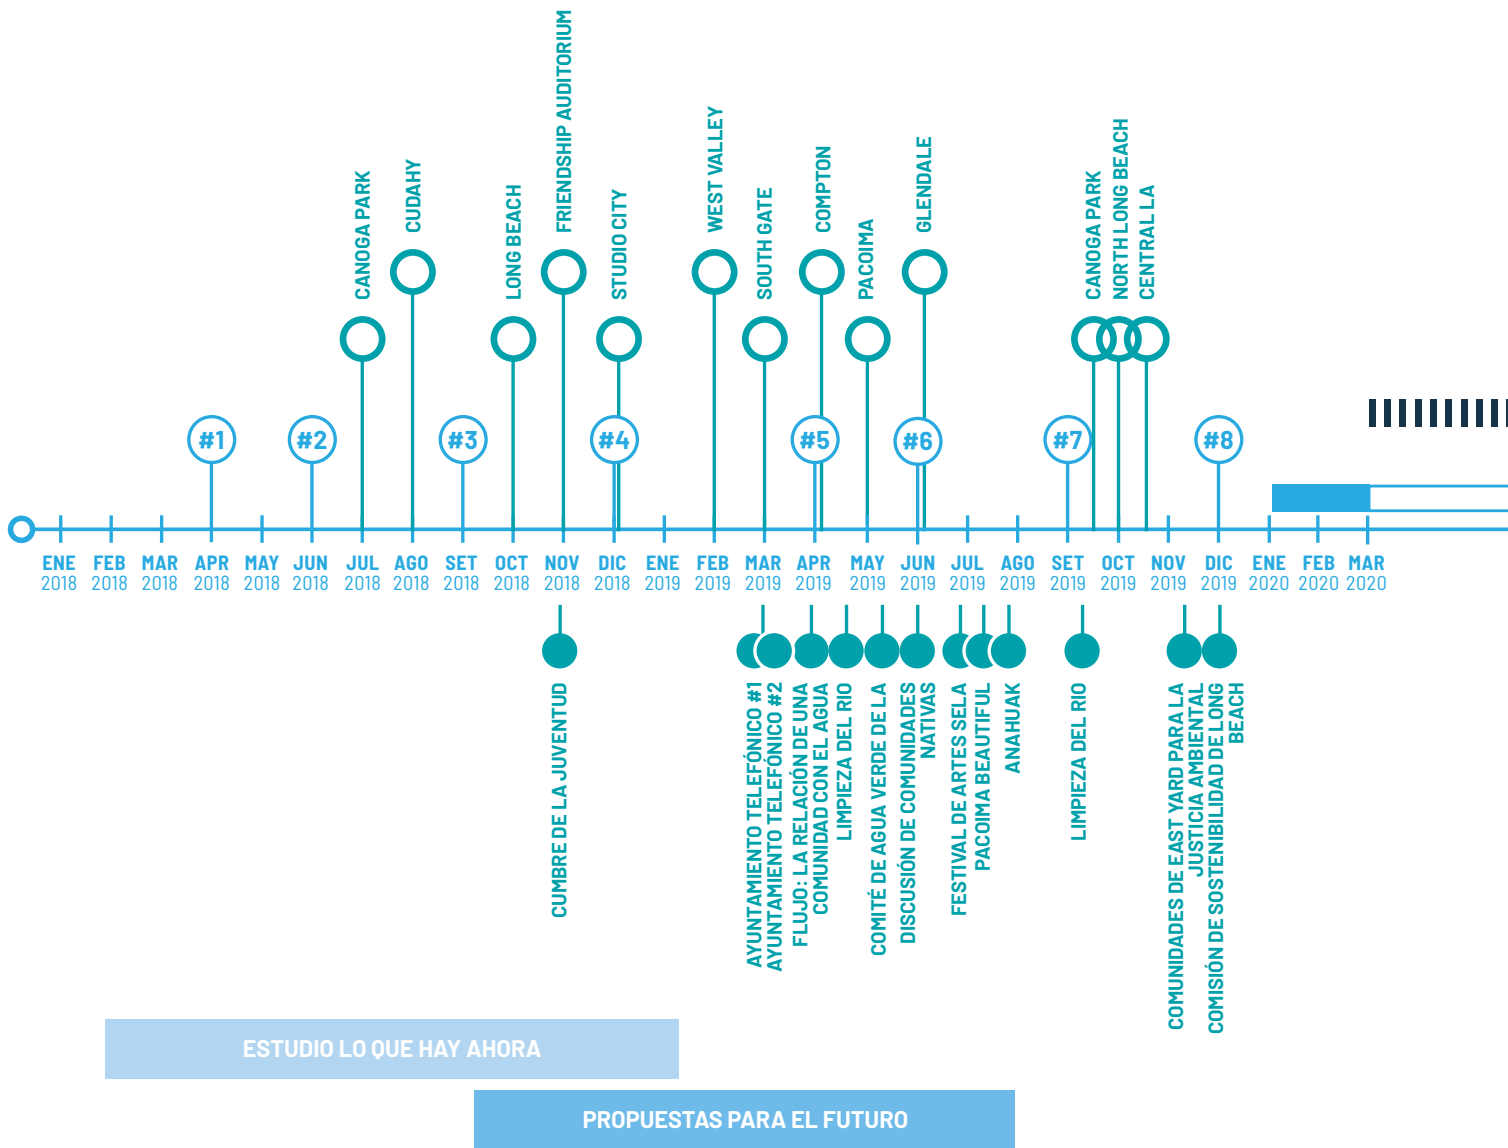 CANOGA PARK
CUDAHY
LONG BEACH
FRIENDSHIP AUDITORIUM
STUDIO CITY
WEST VALLEY
SOUTH GATE
COMPTON
PACOIMA
GLENDALE
CANOGA PARK
NORTH LONG BEACH
CENTRAL LA
#1
#2
#3
#4
#5
#6
#7
#8
ENE
2018
FEB
2018
MAR
2018
APR
2018
MAY
2018
JUN
2018
JUL
2018
AGO
2018
SET
2018
OCT
2018
NOV
2018
DIC
2018
ENE
2019
FEB
2019
MAR
2019
APR
2019
MAY
2019
JUN
2019
JUL
2019
AGO
2019
SET
2019
OCT
2019
NOV
2019
DIC
2019
ENE
2020
FEB
2020
MAR
2020
CUMBRE DE LA JUVENTUD
AYUNTAMIENTO TELEFÓNICO #1
AYUNTAMIENTO TELEFÓNICO #2
FLUJO: LA RELACIÓN DE UNA
COMUNIDAD CON EL AGUA
LIMPIEZA DEL RIO
COMITÉ DE AGUA VERDE DE LA
DISCUSIÓN DE COMUNIDADES
NATIVAS
FESTIVAL DE ARTES SELA
PACOIMA BEAUTIFUL
ANAHUAK
LIMPIEZA DEL RIO
COMUNIDADES DE EAST YARD PARA LA
JUSTICIA AMBIENTAL
COMISIÓN DE SOSTENIBILIDAD DE LONG
BEACH
ESTUDIO LO QUE HAY AHORA
PROPUESTAS PARA EL FUTURO